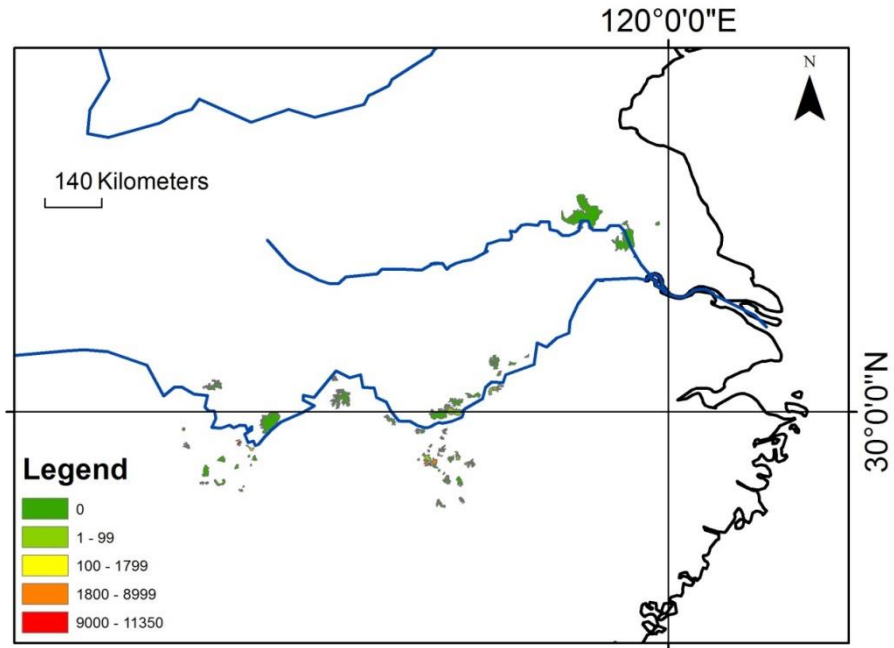 120°0'0"E
N
140 Kilometers
30°0'0"N
Legend
0
1 - 99
100 - 1799
1800 - 8999
9000 - 11350